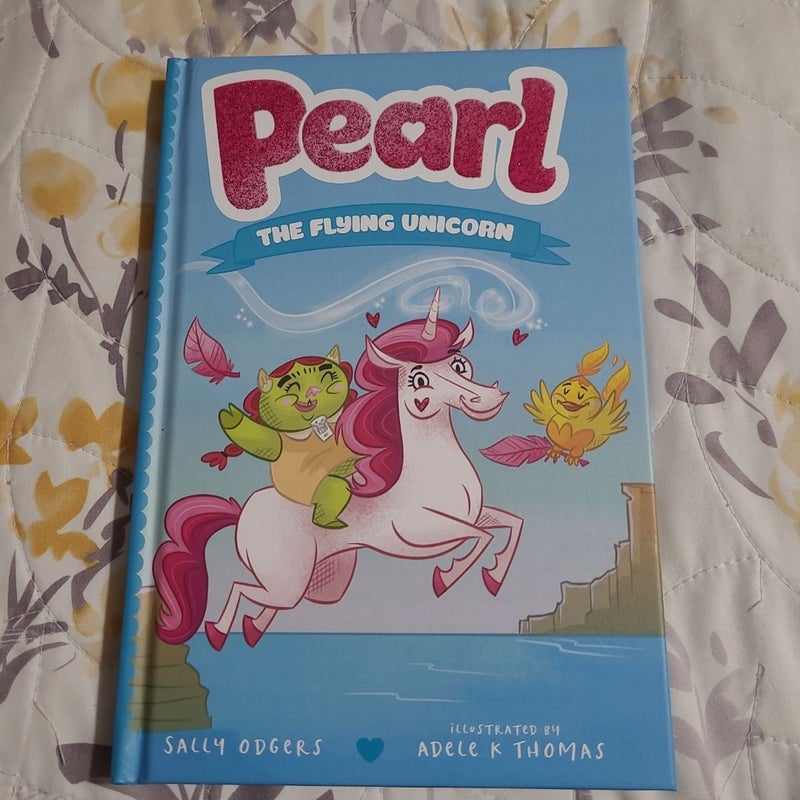 Pearl
THE FLYING UNICORN
SALLY ODGERS
ILLUSTRATED BY
ADELE K THOMAS